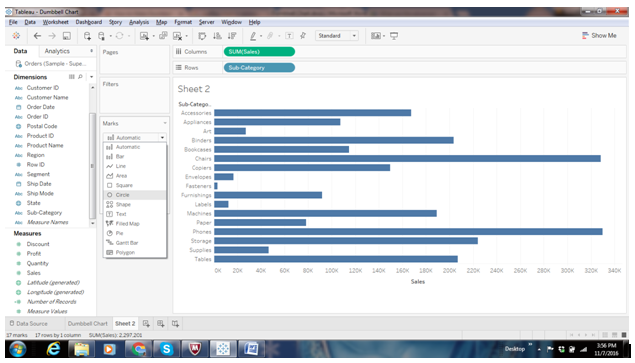 Tableau - Dumbbell Chart
File Data Worksheet Dashboard Story Analysis Map Format Server Window Help
Standard
Show Me
Data Analytics
Orders (Sample - Supe...
Dimensions
Customer ID
Customer Name
Order Date
Order ID
Postal Code
Product ID
Product Name
Region
Row ID
Segment
Ship Date
Ship Mode
State
Sub-Category
Measure Names
Measures
Discount
Profit
Quantity
Sales
Latitude (generated)
Longitude (generated)
Number of Records
Measure Values
Pages
Filters
Marks
Automatic
Automatic
Bar
Line
Area
Square
Circle
Shape
Text
Filled Map
Pie
Gantt Bar
Polygon
Columns SUM(Sales)
Rows Sub-Category
Sheet 2
Sub-Catego..
Accessories
Appliances
Art
Binders
Bookcases
Chairs
Copiers
Envelopes
Fasteners
Furnishings
Labels
Machines
Paper
Phones
Storage
Supplies
Tables
0K 20K 40K 60K 80K 100K 120K 140K 160K 180K 200K 220K 240K 260K 280K 300K 320K 340K
Sales
Data Source Dumbbell Chart Sheet 2
17 marks 17 rows by 1 column SUM(Sales): 2,297,201
Desktop
3:56 PM
11/7/2016